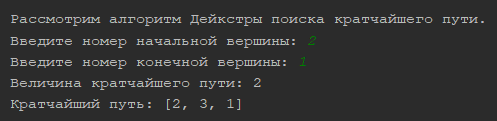 Рассмотрим алгоритм Дейкстры поиска кратчайшего пути.
Введите номер начальной вершины: 2
Введите номер конечной вершины: 1
Величина кратчайшего пути: 2
Кратчайший путь: [2, 3, 1]